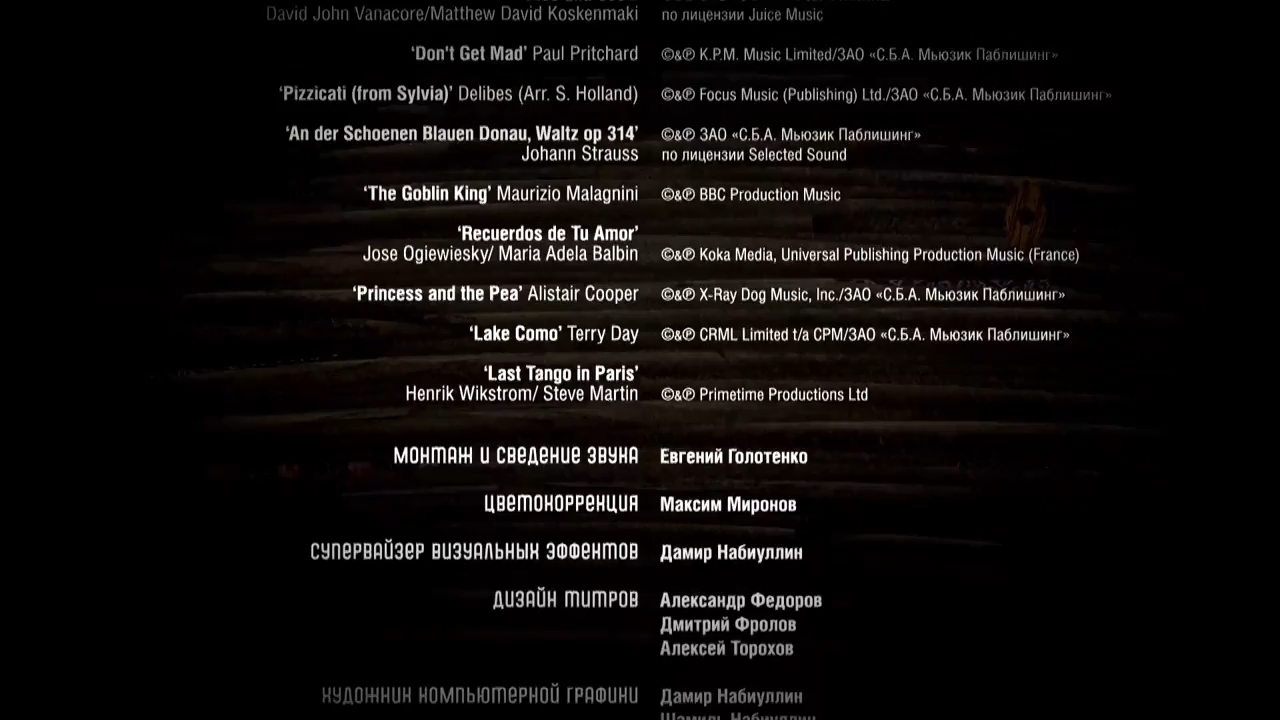 David John Vanacore/Matthew David Koskenmaki по лицензии Juice Music
'Don't Get Mad' Paul Pritchard ©&℗ K.P.M. Music Limited/ЗАО «С.Б.А. Мьюзик Паблишинг»
'Pizzicati (from Sylvia)' Delibes (Arr. S. Holland) ©&℗ Focus Music (Publishing) Ltd./ЗАО «С.Б.А. Мьюзик Паблишинг»
'An der Schoenen Blauen Donau, Waltz op 314' ©&℗ ЗАО «С.Б.А. Мьюзик Паблишинг»
Johann Strauss по лицензии Selected Sound
'The Goblin King' Maurizio Malagnini ©&℗ BBC Production Music
'Recuerdos de Tu Amor'
Jose Ogiewiesky/ Maria Adela Balbin ©&℗ Koka Media, Universal Publishing Production Music (France)
'Princess and the Pea' Alistair Cooper ©&℗ X-Ray Dog Music, Inc./ЗАО «С.Б.А. Мьюзик Паблишинг»
'Lake Como' Terry Day ©&℗ CRML Limited t/a CPM/ЗАО «С.Б.А. Мьюзик Паблишинг»
'Last Tango in Paris'
Henrik Wikstrom/ Steve Martin ©&℗ Primetime Productions Ltd
монтаж и сведение звука Евгений Голотенко
цветокоррекция Максим Миронов
супервайзер визуальных эффектов Дамир Набиуллин
дизайн титров Александр Федоров
Дмитрий Фролов
Алексей Торохов
художник компьютерной графики Дамир Набиуллин
Шамиль Набиуллин